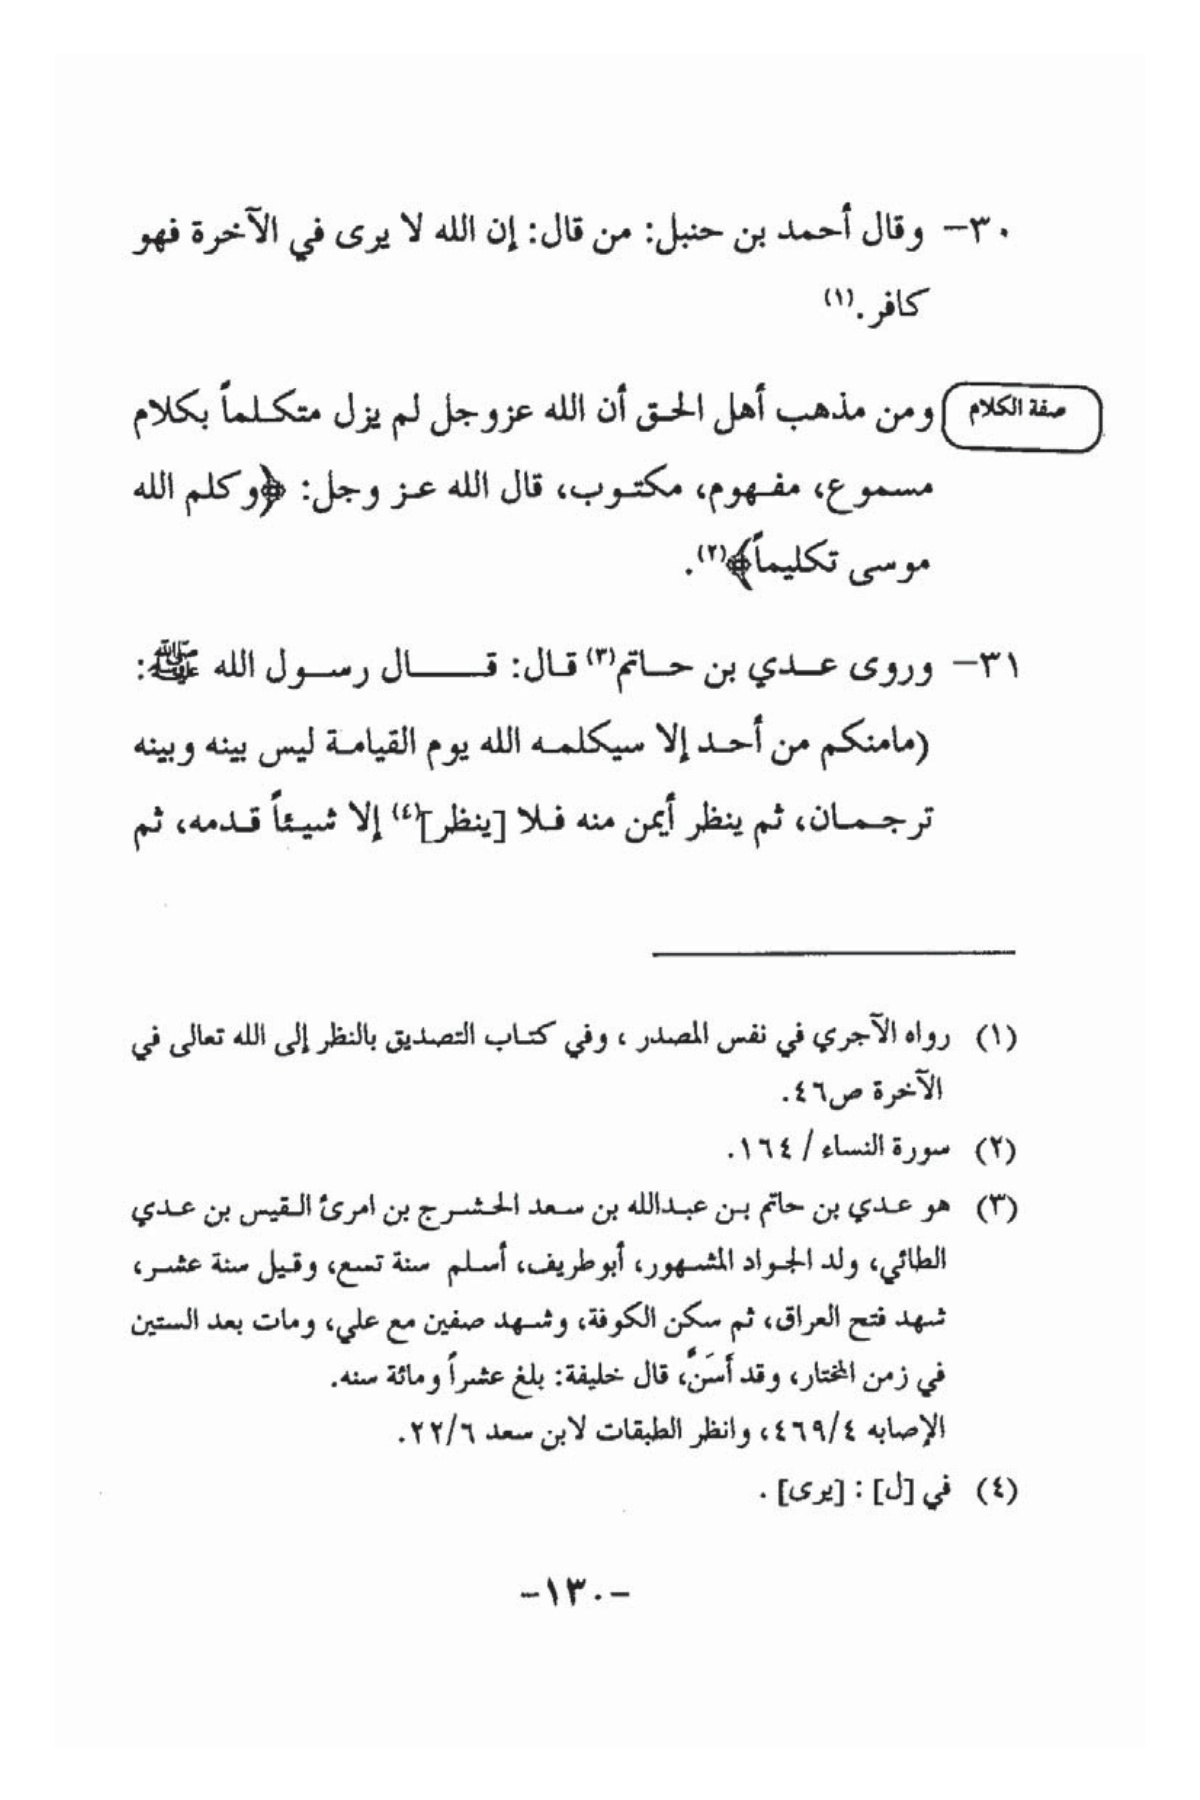 ٣٠- وقال أحمد بن حنبل: من قال: إن الله لا يرى في الآخرة فهو
كافر.(١)
صفة الكلام
ومن مذهب أهل الحق أن الله عزوجل لم يزل متكلماً بكلام
مسموع، مفهوم، مكتوب، قال الله عز وجل: ﴿وكلم الله
موسى تكليماً﴾(٢).
٣١- وروى عدي بن حاتم(٣) قال: قال رسول الله ﷺ:
(مامنكم من أحد إلا سيكلمه الله يوم القيامة ليس بينه وبينه
ترجمان، ثم ينظر أيمن منه فلا [ينظر](٤) إلا شيئاً قدمه، ثم
(١) رواه الآجري في نفس المصدر ، وفي كتاب التصديق بالنظر إلى الله تعالى في
الآخرة ص٤٦.
(٢) سورة النساء / ١٦٤.
(٣) هو عدي بن حاتم بن عبدالله بن سعد الحشرج بن امرئ القيس بن عدي
الطائي، ولد الجواد المشهور، أبوطريف، أسلم سنة تسع، وقيل سنة عشر،
شهد فتح العراق، ثم سكن الكوفة، وشهد صفين مع علي، ومات بعد الستين
في زمن المختار، وقد أَسَنَّ، قال خليفة: بلغ عشراً ومائة سنه.
الإصابه ٤٦٩/٤، وانظر الطبقات لابن سعد ٢٢/٦.
(٤) في [ل] : [يرى] .
-١٣٠-